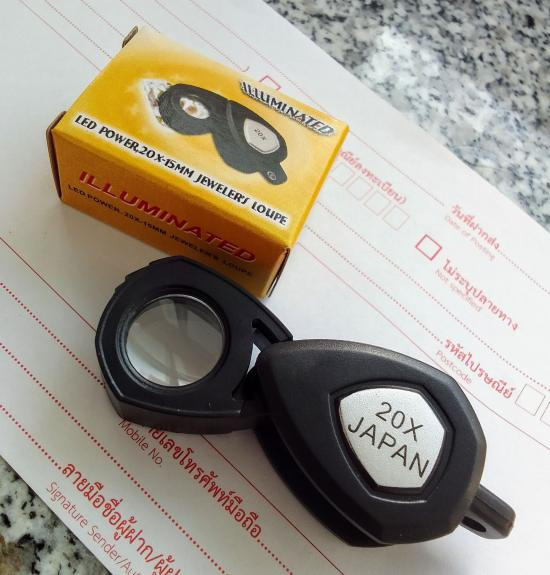 ILLUMINATED
20X
LED POWER,20X-15MM JEWELER'S LOUPE
ILLUMINATED
LED POWER, 20X-15MM JEWELER'S LOUPE
20X
JAPAN
วันที่ฝากส่ง
Date of Posting
ไม่ระบุปลายทาง
Not specified
รหัสไปรษณีย์
Postcode
ยเลขโทรศัพท์มือถือ
Mobile No.
ลายมือชื่อผู้ฝาก/ผู้
Signature Sender/Aut